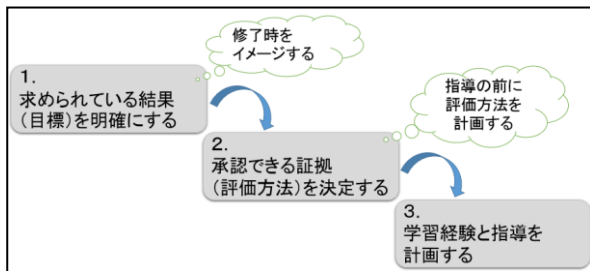 修了時を
イメージする
1.
求められている結果
(目標)を明確にする
指導の前に
評価方法を
計画する
2.
承認できる証拠
(評価方法)を決定する
3.
学習経験と指導を
計画する